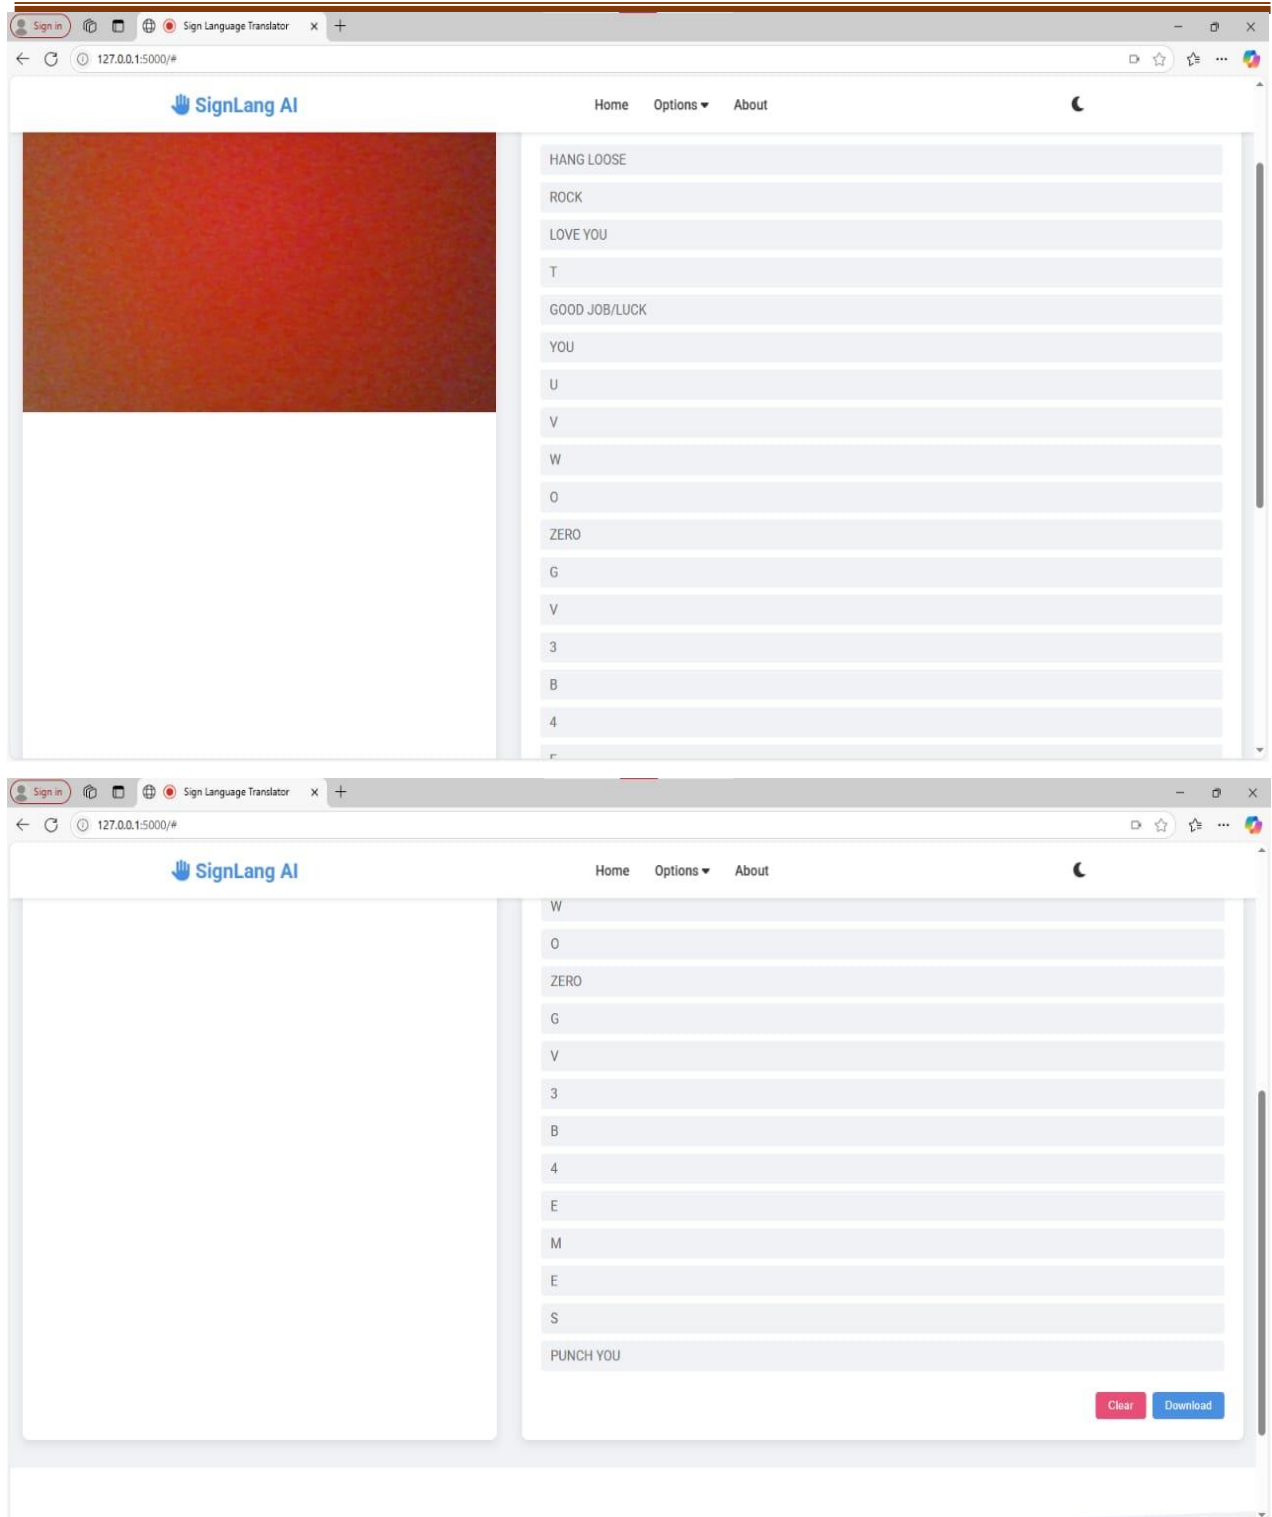 Sign in
Sign Language Translator
127.0.0.1:5000/#
SignLang AI
Home Options About
HANG LOOSE
ROCK
LOVE YOU
T
GOOD JOB/LUCK
YOU
U
V
W
O
ZERO
G
V
3
B
4
Sign in
Sign Language Translator
127.0.0.1:5000/#
SignLang AI
Home Options About
W
O
ZERO
G
V
3
B
4
E
M
E
S
PUNCH YOU
Clear Download